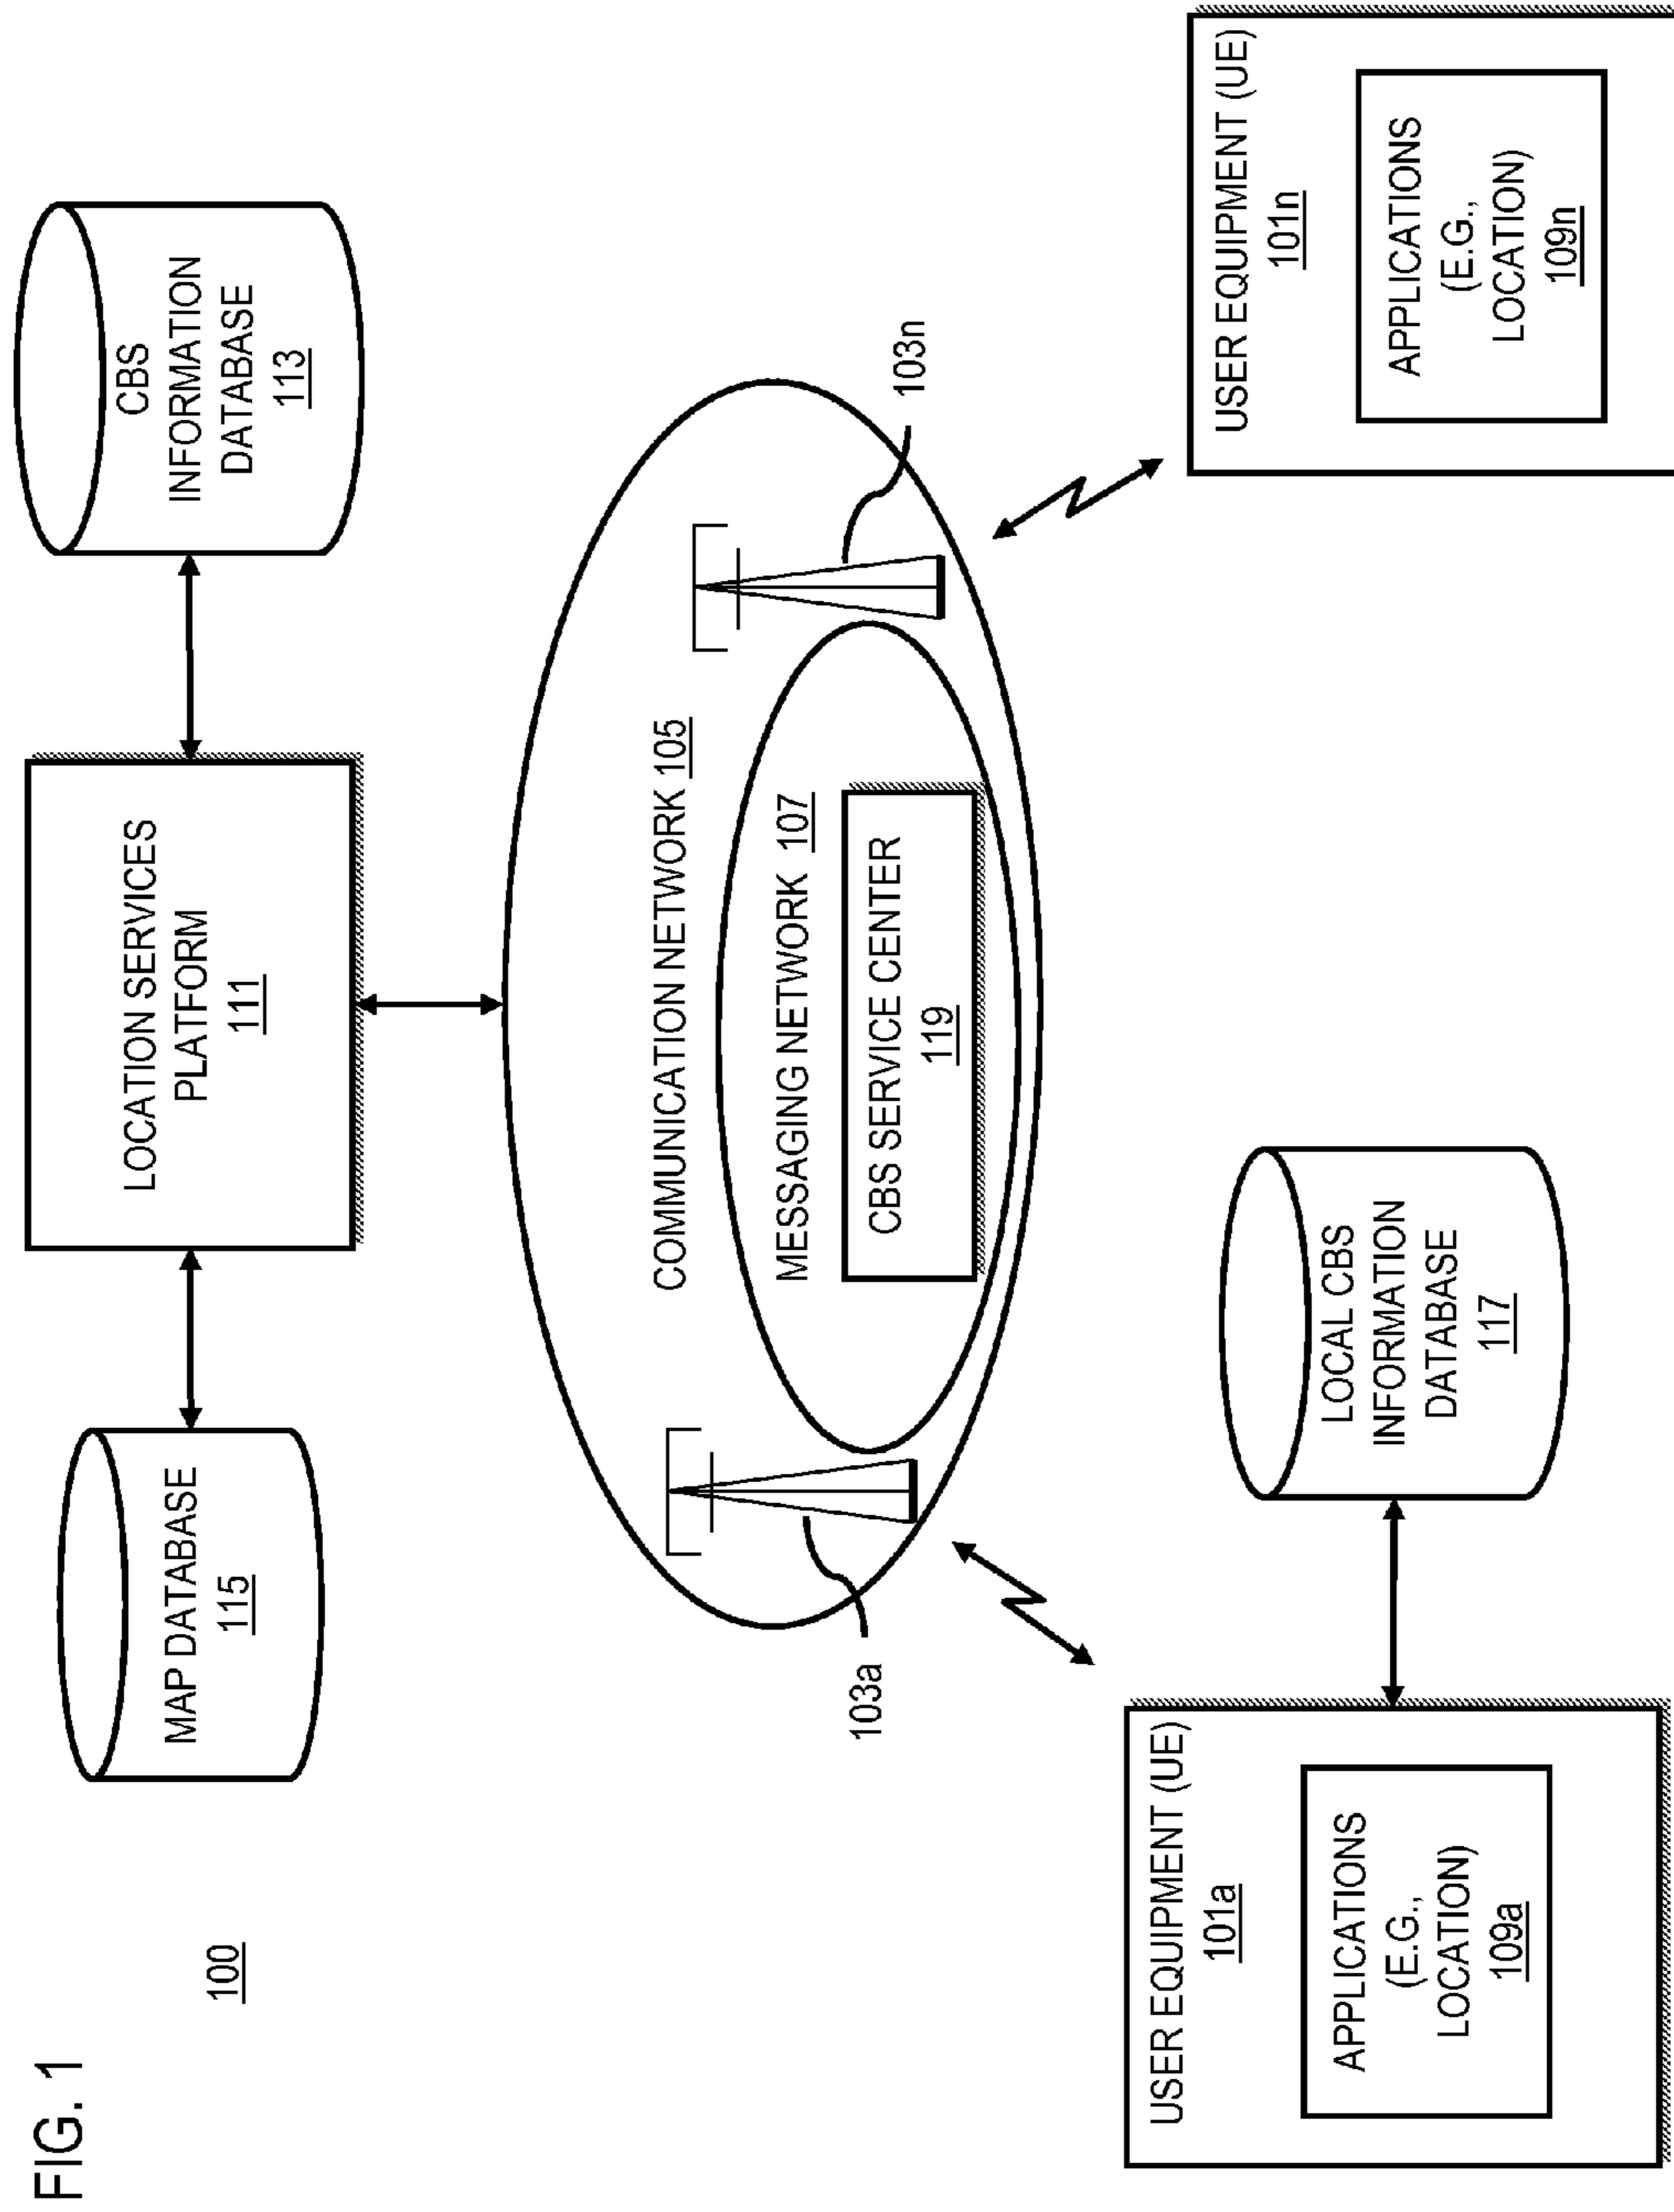 FIG. 1
100
MAP DATABASE
115
LOCATION SERVICES
PLATFORM
111
CBS
INFORMATION
DATABASE
113
COMMUNICATION NETWORK 105
MESSAGING NETWORK 107
CBS SERVICE CENTER
119
103a
103n
USER EQUIPMENT (UE)
101a
APPLICATIONS
(E.G.,
LOCATION)
109a
LOCAL CBS
INFORMATION
DATABASE
117
USER EQUIPMENT (UE)
101n
APPLICATIONS
(E.G.,
LOCATION)
109n